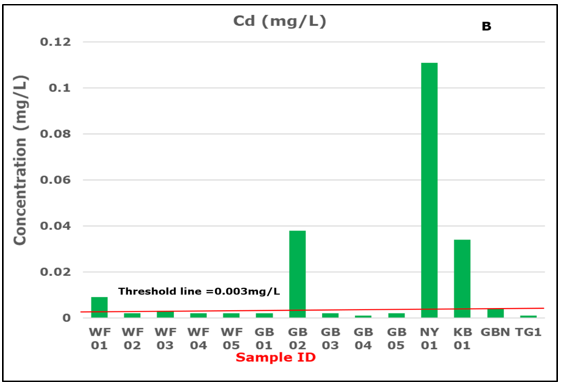 Cd (mg/L)
B
Concentration (mg/L)
0.12
0.1
0.08
0.06
0.04
0.02
0
Threshold line =0.003mg/L
WF 01
WF 02
WF 03
WF 04
WF 05
GB 01
GB 02
GB 03
GB 04
GB 05
NY 01
KB 01
GBN
TG1
Sample ID